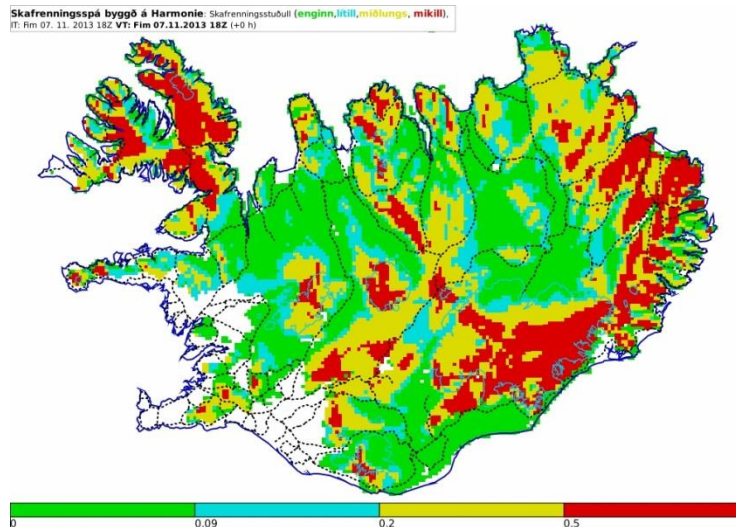 Skafrenningsspá byggð á Harmonie: Skafrenningsstuðull (enginn,lítill,miðlungs, mikill),
IT: Fim 07. 11. 2013 18Z VT: Fim 07.11.2013 18Z (+0 h)
0 0.09 0.2 0.5